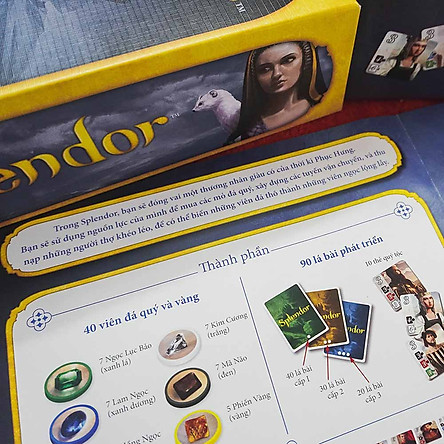 endor™
Trong Splendor, bạn sẽ đóng vai một thương nhân giàu có của thời kì Phục Hưng.
Bạn sẽ sử dụng nguồn lực của mình để mua các mỏ đá quý, xây dựng các tuyến vận chuyển, và thu
nạp những người thợ khéo léo, để có thể biến những viên đá thô thành những viên ngọc lộng lẫy.
Thành phần
40 viên đá quý và vàng
90 lá bài phát triển
10 thẻ quý tộc
7 Ngọc Lục Bảo
(xanh lá)
7 Kim Cương
(trắng)
7 Lam Ngọc
(xanh dương)
7 Mã Não
(đen)
5 Phiến Vàng
(vàng)
Ngọc
Splendor
40 lá bài
cấp 1
30 lá bài
cấp 2
20 lá bài
cấp 3